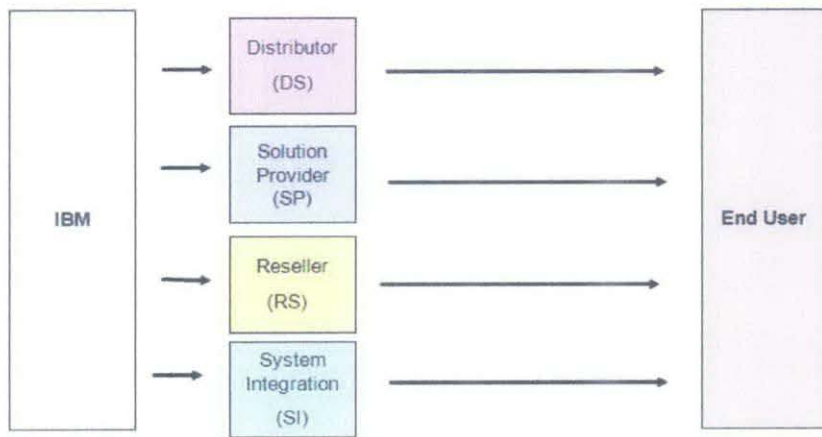 IBM
Distributor
(DS)
Solution
Provider
(SP)
Reseller
(RS)
System
Integration
(SI)
End User